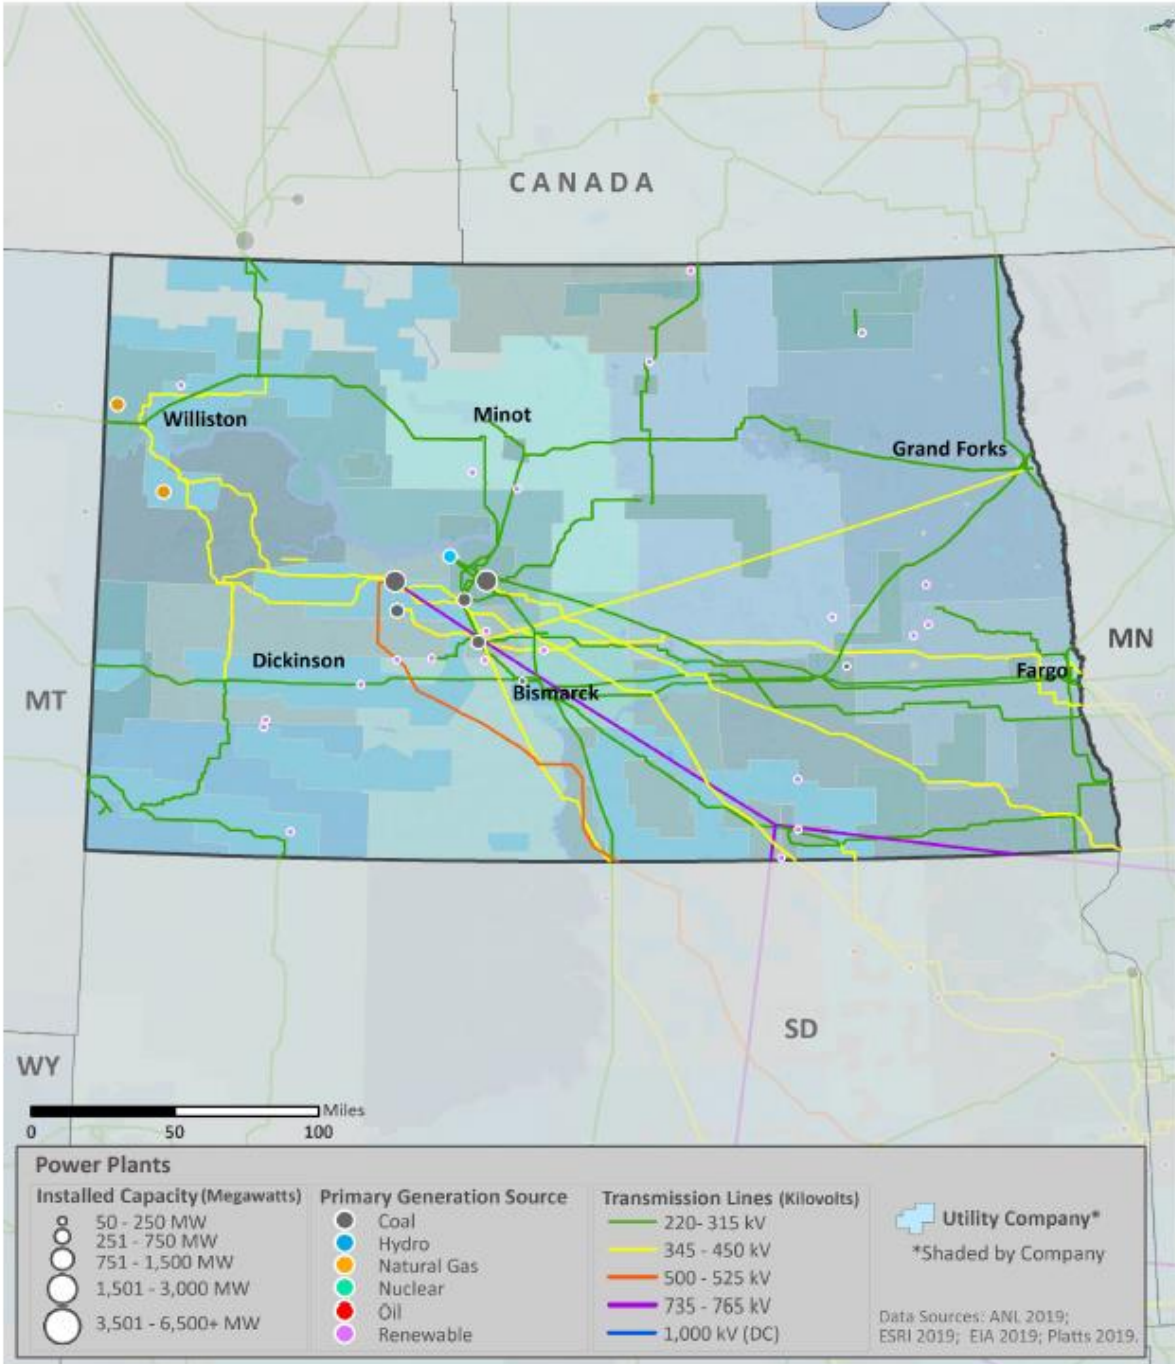 CANADA
Williston
Minot
Grand Forks
Dickinson
Bismarck
Fargo
MN
MT
SD
WY
Miles
0 50 100
Power Plants
Installed Capacity (Megawatts)
50 - 250 MW
251 - 750 MW
751 - 1,500 MW
1,501 - 3,000 MW
3,501 - 6,500+ MW
Primary Generation Source
Coal
Hydro
Natural Gas
Nuclear
Oil
Renewable
Transmission Lines (Kilovolts)
220- 315 kV
345 - 450 kV
500 - 525 kV
735 - 765 kV
1,000 kV (DC)
Utility Company*
*Shaded by Company
Data Sources: ANL 2019;
ESRI 2019; EIA 2019; Platts 2019.